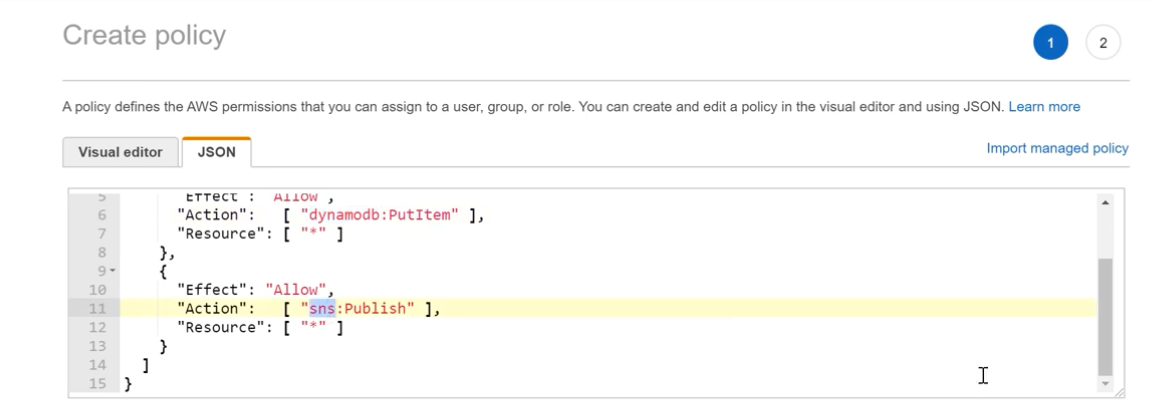 Create policy
1
2
A policy defines the AWS permissions that you can assign to a user, group, or role. You can create and edit a policy in the visual editor and using JSON. Learn more
Visual editor
JSON
Import managed policy
5 "Effect": "Allow",
6 "Action": [ "dynamodb:PutItem" ],
7 "Resource": [ "*" ]
8 },
9 {
10 "Effect": "Allow",
11 "Action": [ "sns:Publish" ],
12 "Resource": [ "*" ]
13 }
14 ]
15 }